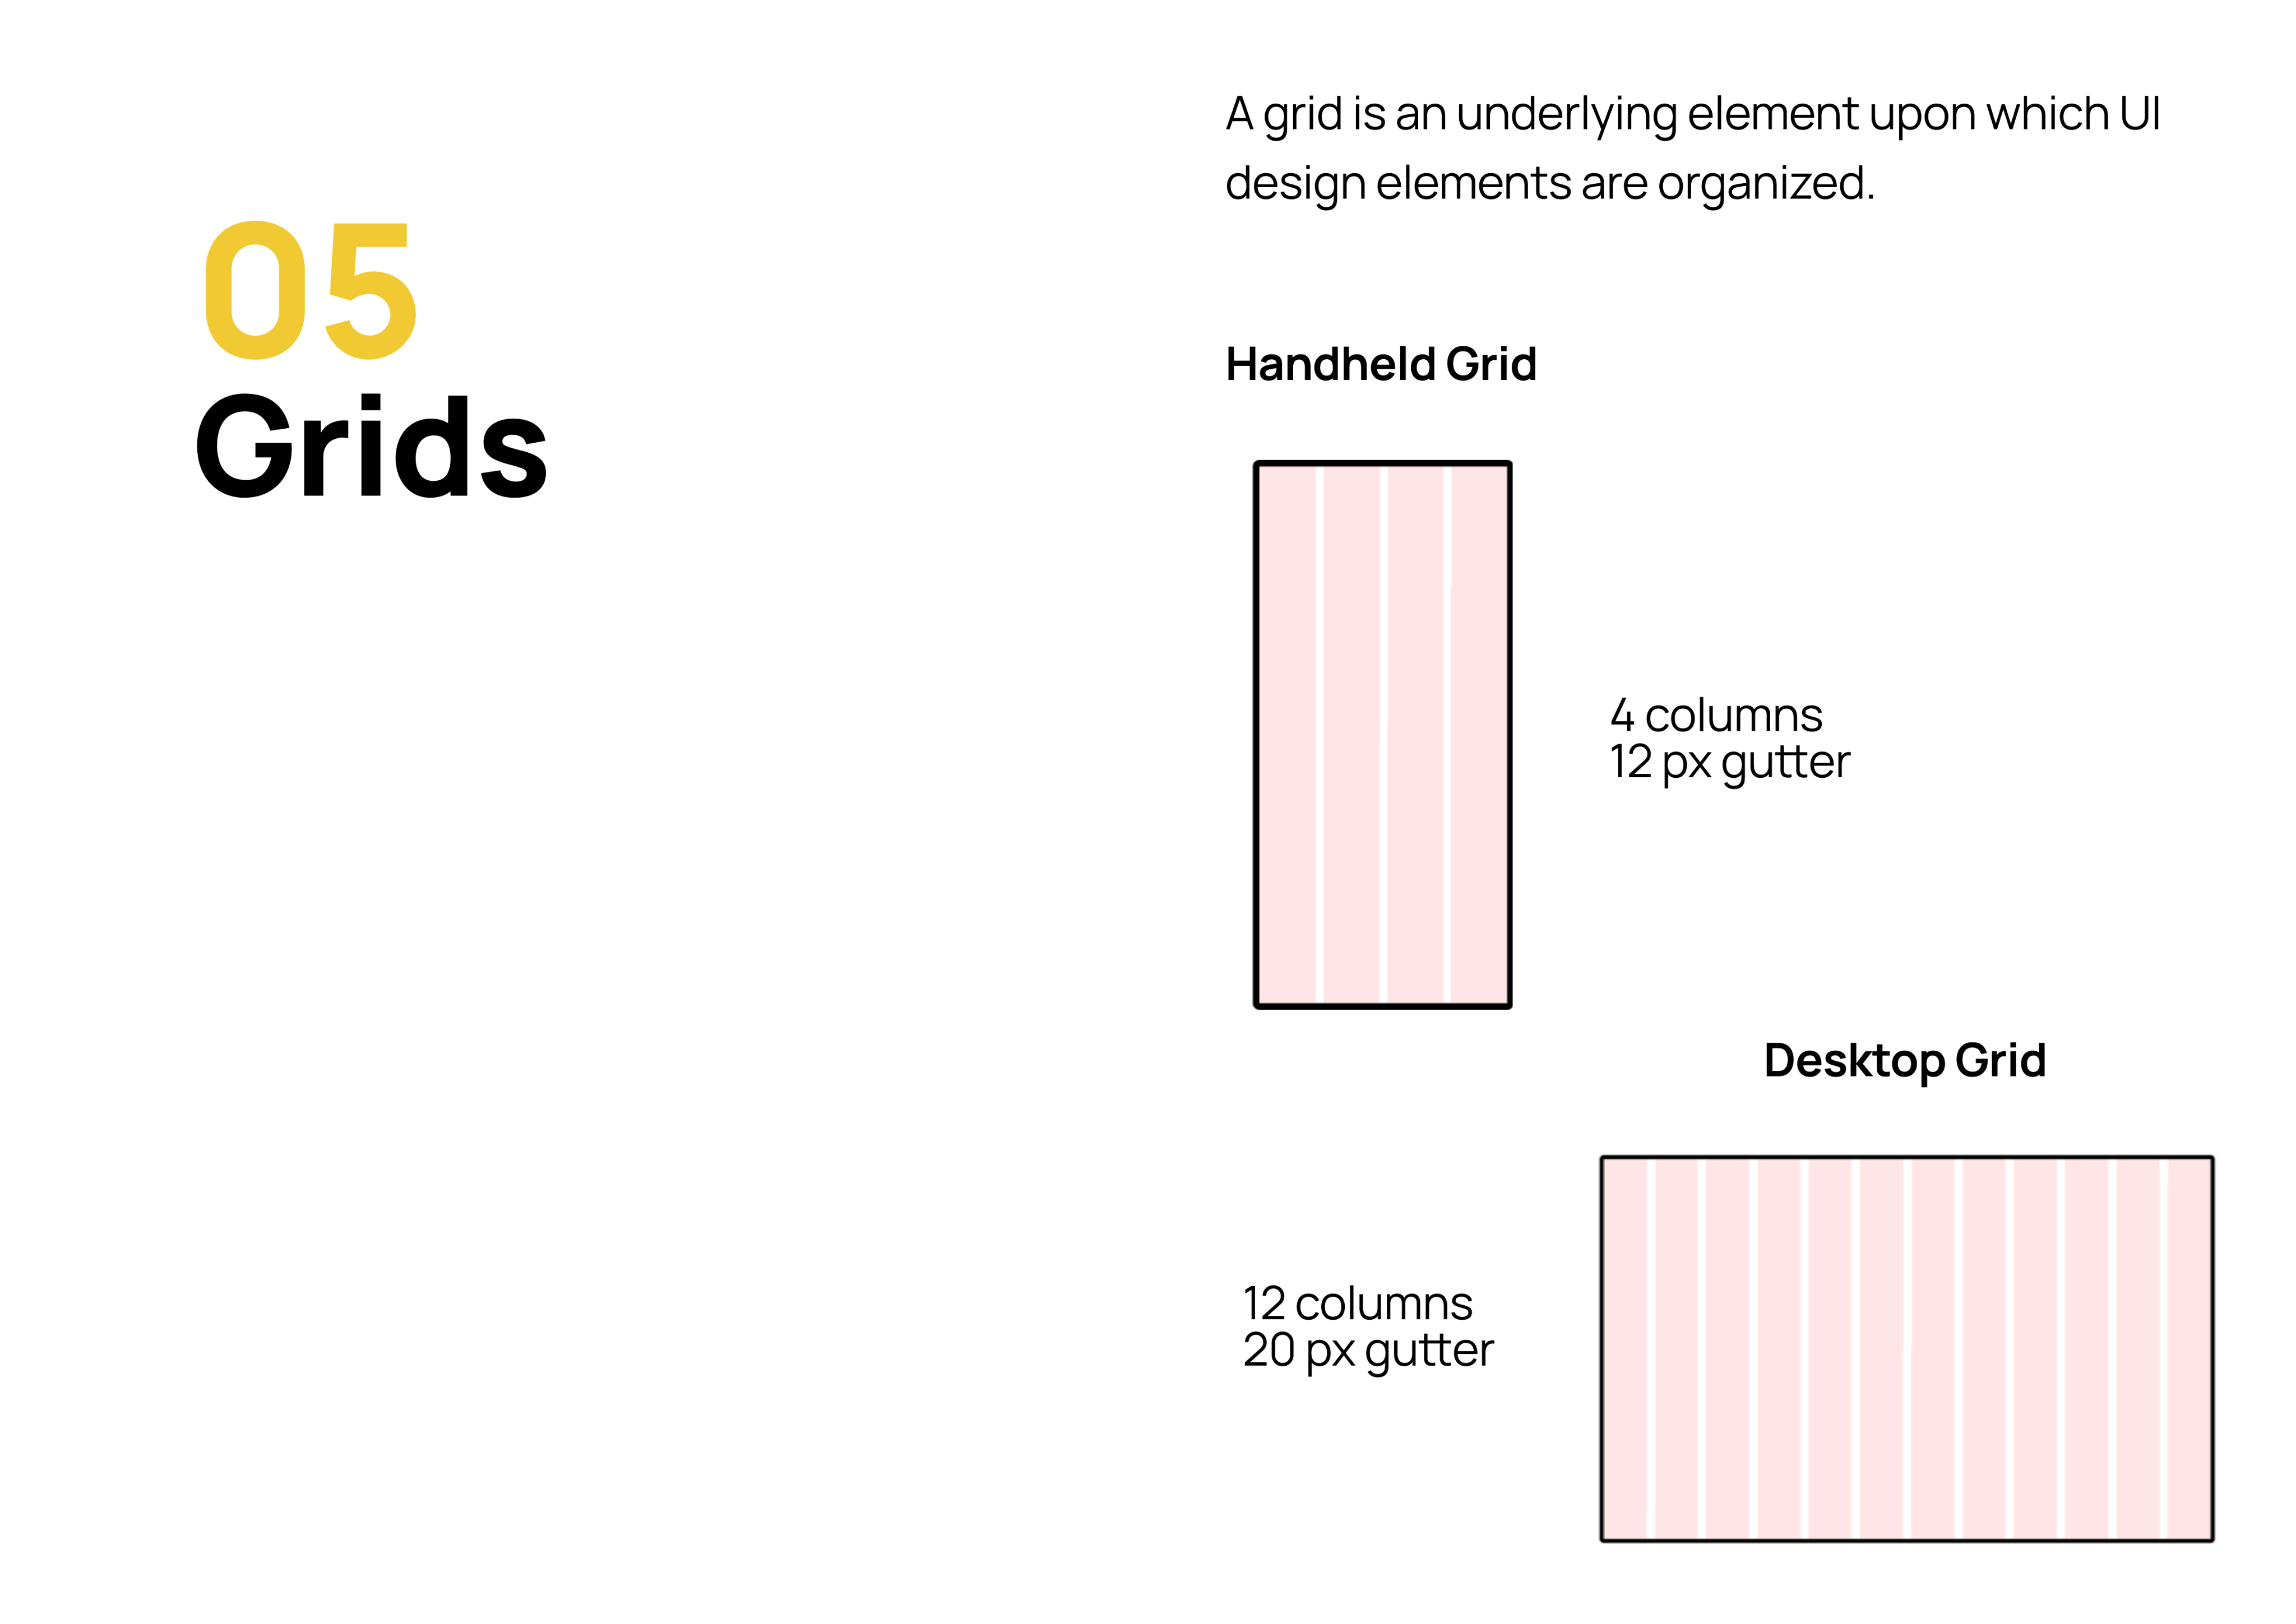 05
Grids
A grid is an underlying element upon which UI
design elements are organized.
Handheld Grid
4 columns
12 px gutter
Desktop Grid
12 columns
20 px gutter